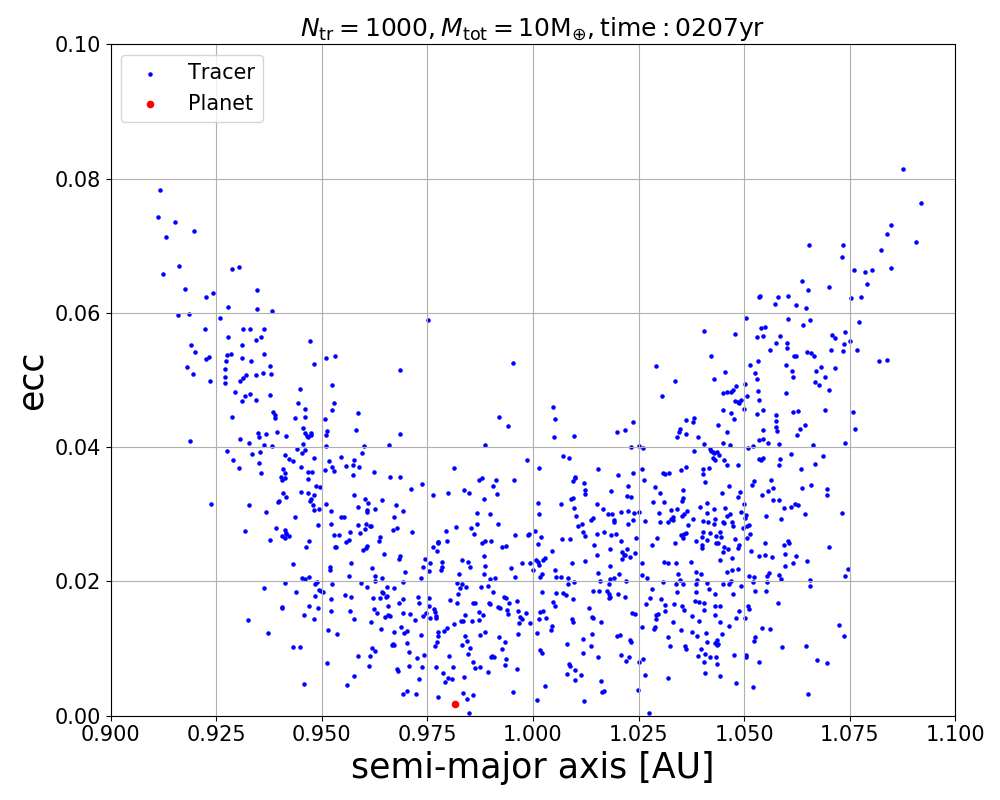 N_tr = 1000, M_tot = 10M_⊕, time : 0207yr
Tracer
Planet
0.10
0.08
0.06
0.04
0.02
0.00
ecc
0.900 0.925 0.950 0.975 1.000 1.025 1.050 1.075 1.100
semi-major axis [AU]